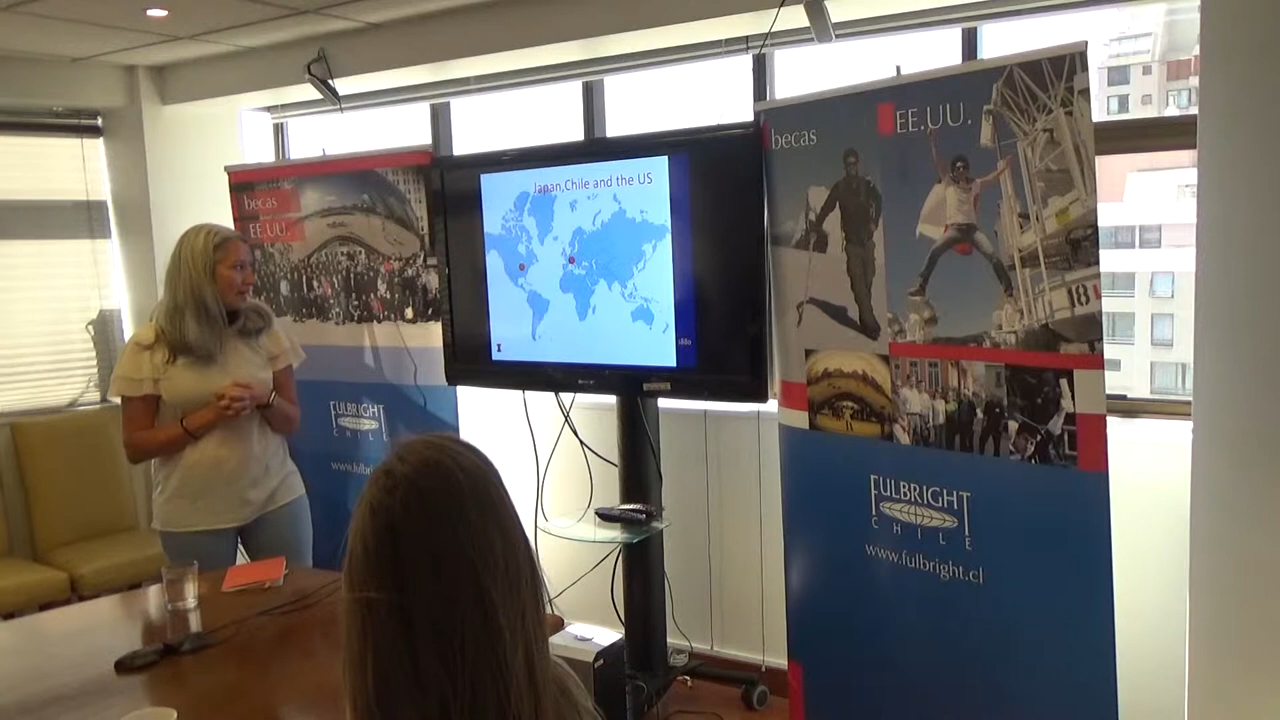 becas
EE.UU.
FULBRIGHT
CHILE
Japan,Chile and the US
becas
EE.UU.
18
FULBRIGHT
CHILE
www.fulbright.cl